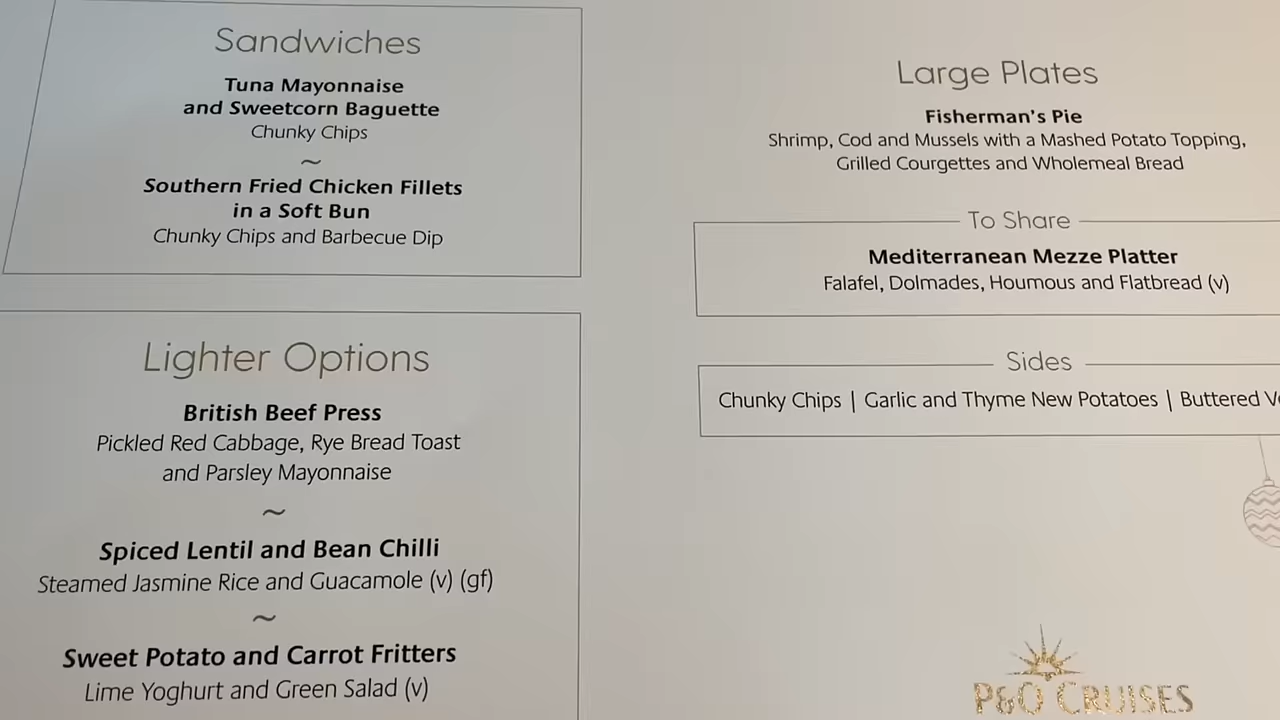 Sandwiches
Tuna Mayonnaise
and Sweetcorn Baguette
Chunky Chips
~
Southern Fried Chicken Fillets
in a Soft Bun
Chunky Chips and Barbecue Dip
Lighter Options
British Beef Press
Pickled Red Cabbage, Rye Bread Toast
and Parsley Mayonnaise
~
Spiced Lentil and Bean Chilli
Steamed Jasmine Rice and Guacamole (v) (gf)
~
Sweet Potato and Carrot Fritters
Lime Yoghurt and Green Salad (v)
Large Plates
Fisherman's Pie
Shrimp, Cod and Mussels with a Mashed Potato Topping,
Grilled Courgettes and Wholemeal Bread
To Share
Mediterranean Mezze Platter
Falafel, Dolmades, Houmous and Flatbread (v)
Sides
Chunky Chips | Garlic and Thyme New Potatoes | Buttered
P&O CRUISES